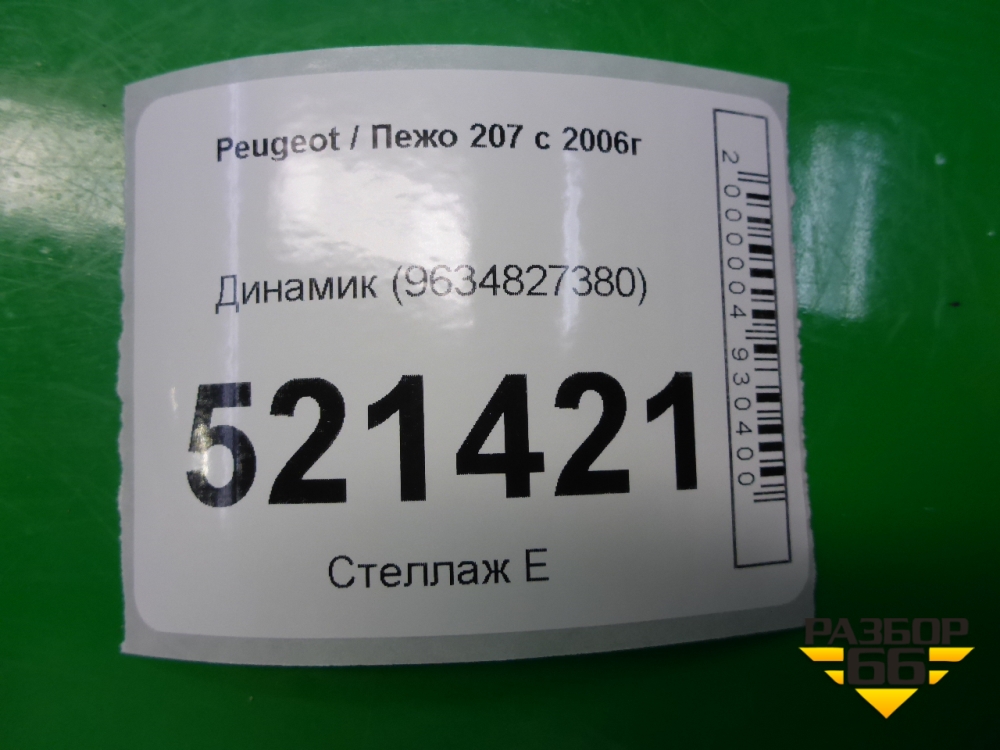 Peugeot / Пежо 207 с 2006г
Динамик (9634827380)
521421
Стеллаж Е
2000004930400
РАЗБОР
66